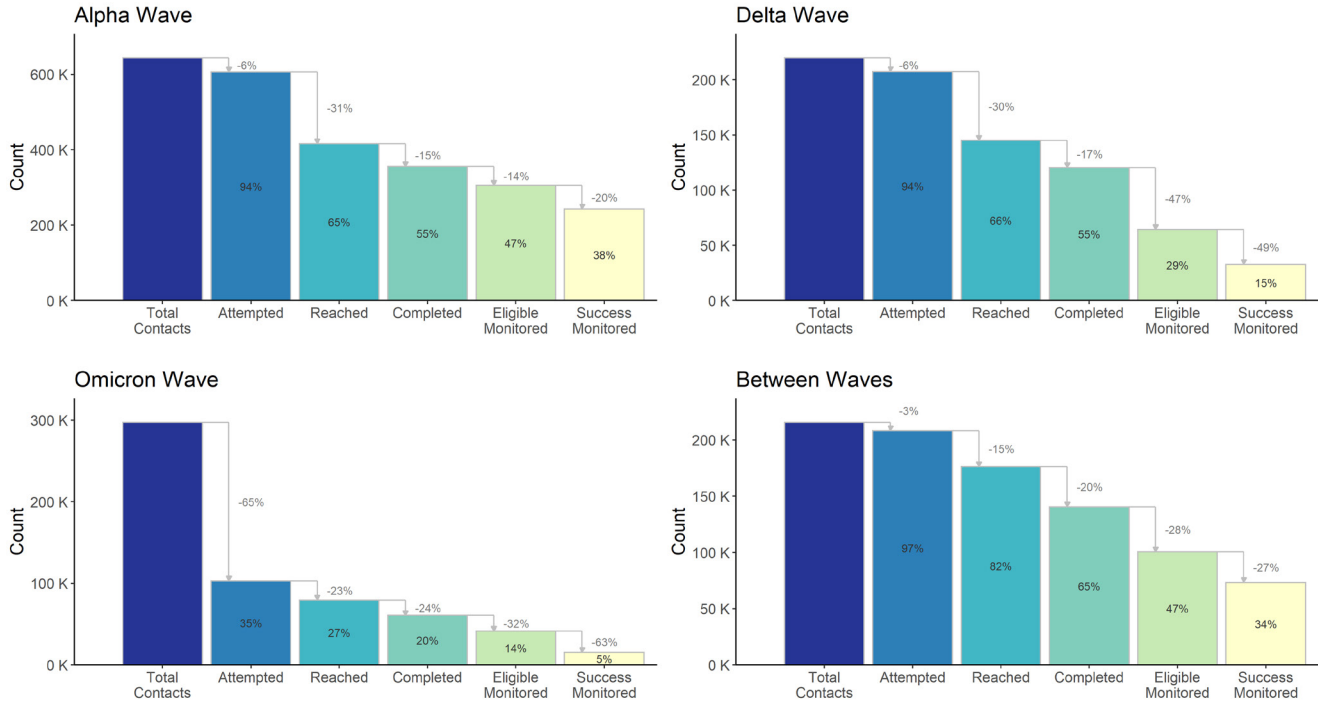 Alpha Wave
Count
600 K
400 K
200 K
0 K
-6%
-31%
-15%
-14%
-20%
94%
65%
55%
47%
38%
Total
Contacts
Attempted
Reached
Completed
Eligible
Monitored
Success
Monitored
Delta Wave
Count
200 K
150 K
100 K
50 K
0 K
-6%
-30%
-17%
-47%
-49%
94%
66%
55%
29%
15%
Total
Contacts
Attempted
Reached
Completed
Eligible
Monitored
Success
Monitored
Omicron Wave
Count
300 K
200 K
100 K
0 K
-65%
-23%
-24%
-32%
-63%
35%
27%
20%
14%
5%
Total
Contacts
Attempted
Reached
Completed
Eligible
Monitored
Success
Monitored
Between Waves
Count
200 K
150 K
100 K
50 K
0 K
-3%
-15%
-20%
-28%
-27%
97%
82%
65%
47%
34%
Total
Contacts
Attempted
Reached
Completed
Eligible
Monitored
Success
Monitored